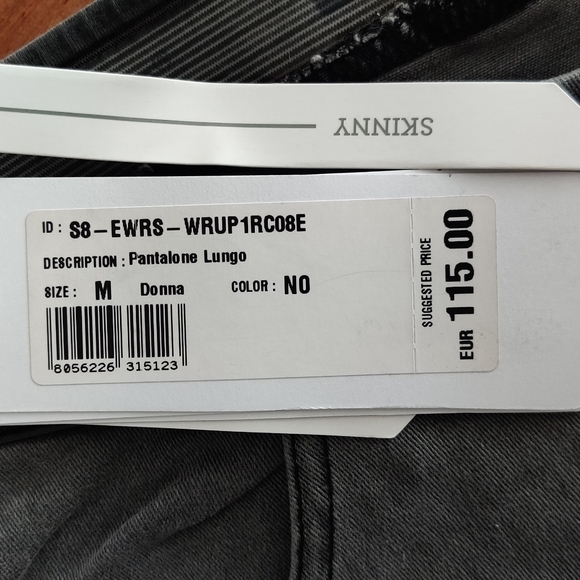 SKINNY
ID: S8-EWRS-WRUP1RC08E
DESCRIPTION: Pantalone Lungo
SIZE: M Donna COLOR: NO
8056226 315123
SUGGESTED PRICE
EUR 115.00